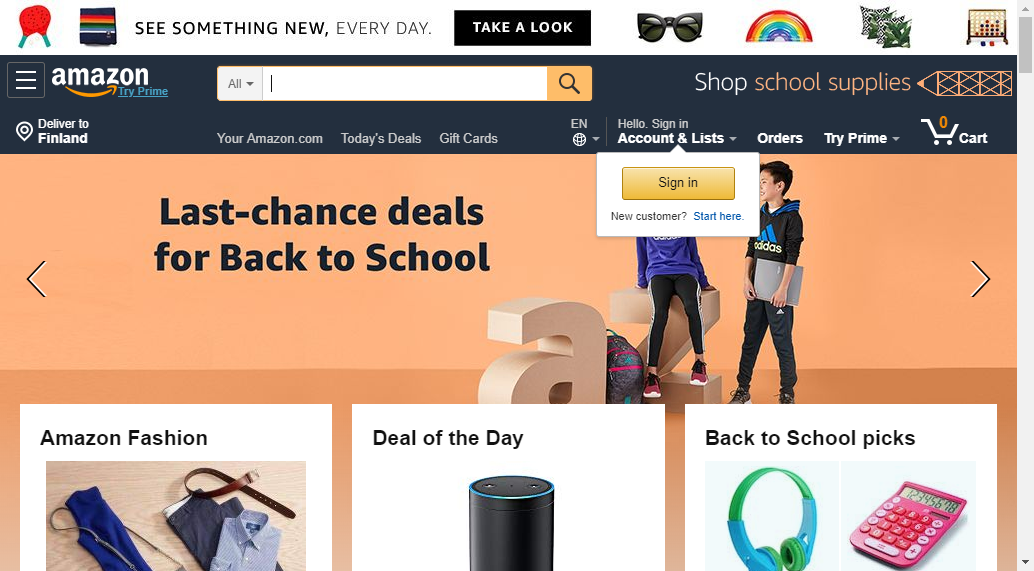 SEE SOMETHING NEW, EVERY DAY.
TAKE A LOOK
amazon
Try Prime
All
Shop school supplies
Deliver to
Finland
Your Amazon.com
Today's Deals
Gift Cards
EN
Hello. Sign in
Account & Lists
Orders
Try Prime
0
Cart
Sign in
New customer? Start here.
Last-chance deals
for Back to School
adidas
adidas
a
z
Amazon Fashion
Deal of the Day
Back to School picks
12345678